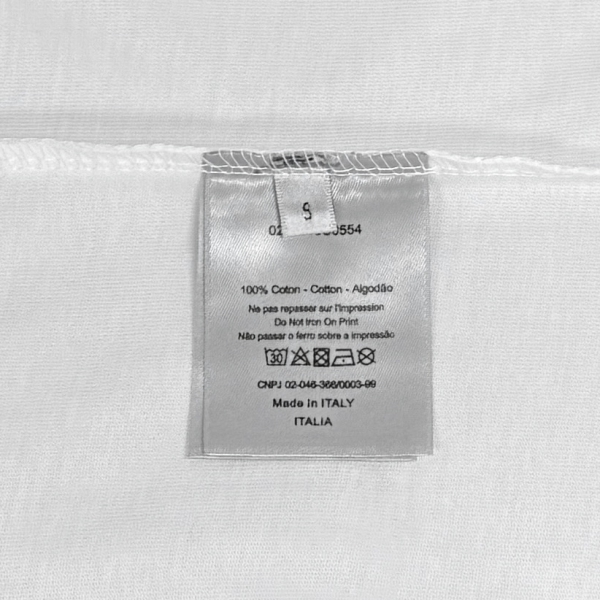 S
100% Coton - Cotton - Algodão
Ne pas repasser sur l'impression
Do Not Iron On Print
Não passar o ferro sobre a impressão
30
CNPJ 02-046-366/0003-99
Made in ITALY
ITALIA